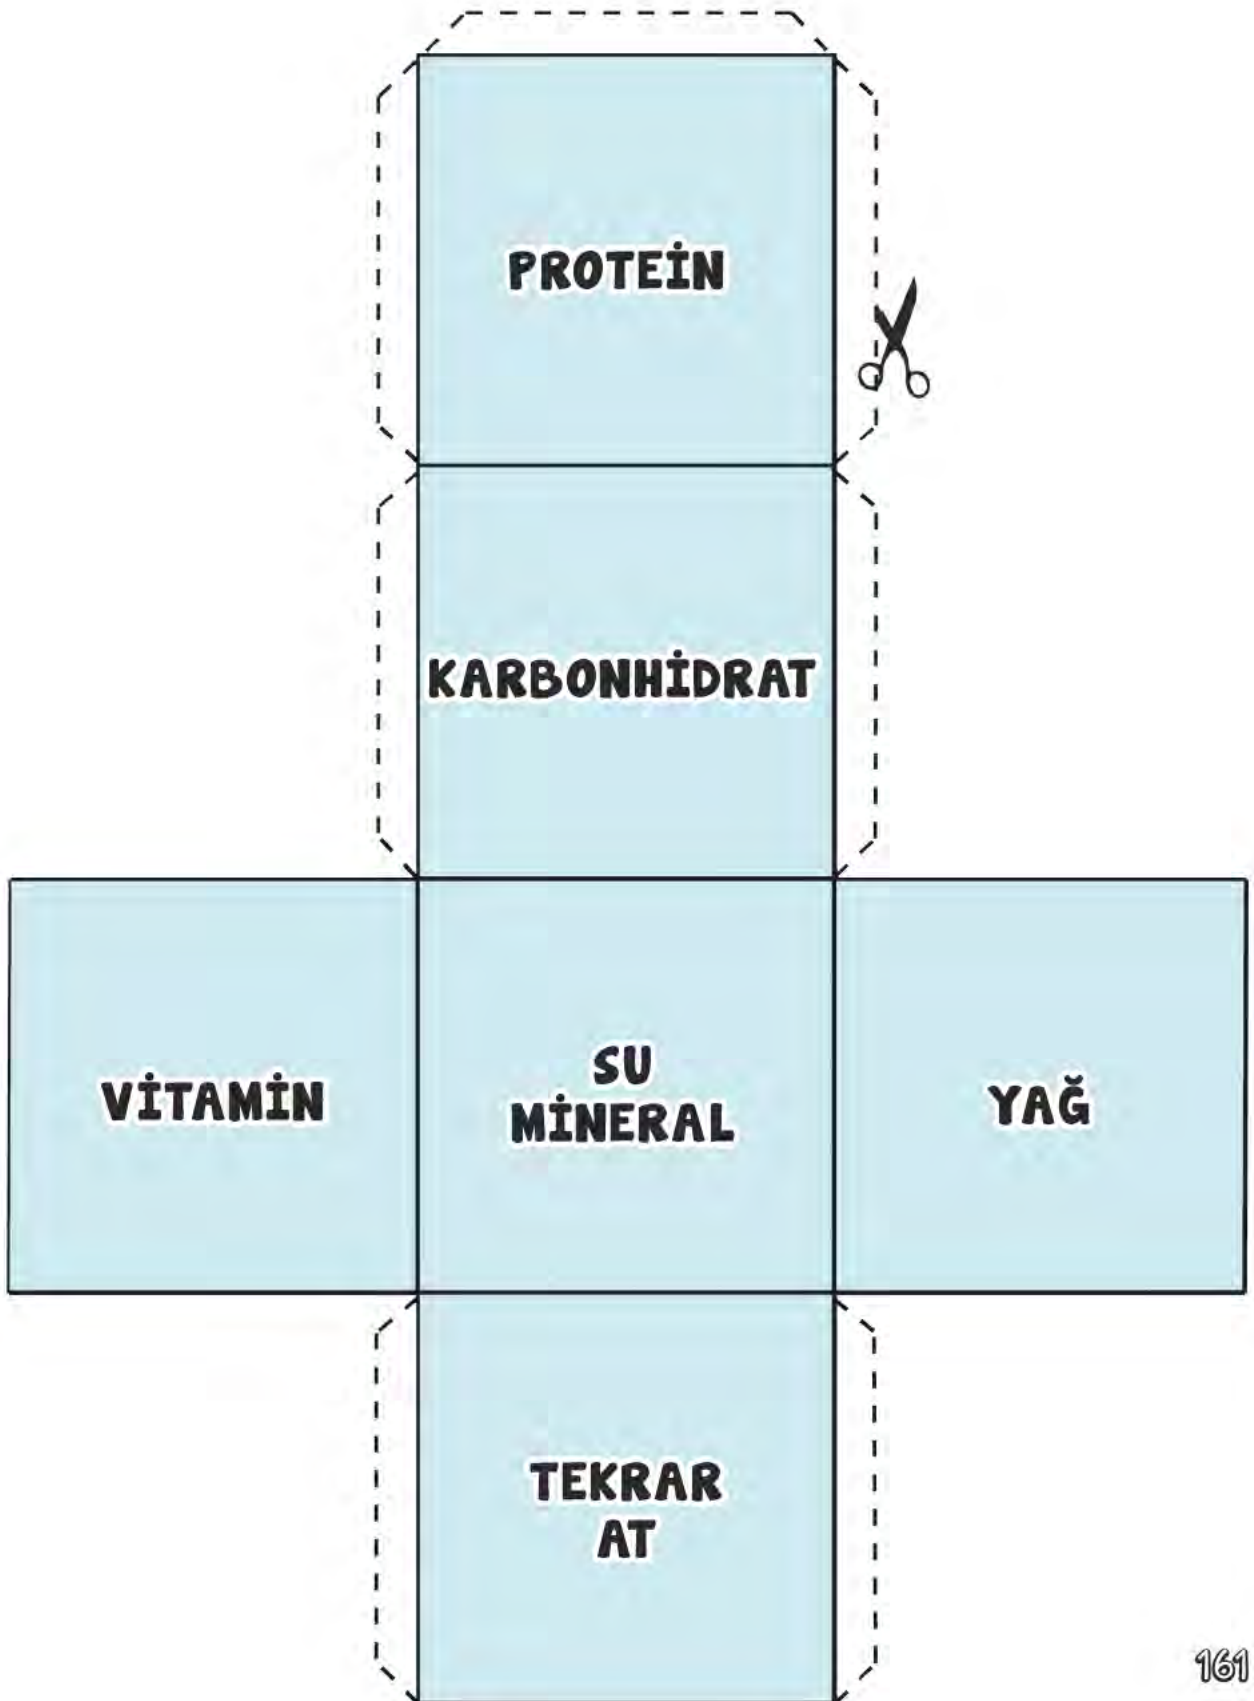 PROTEİN
KARBONHİDRAT
VİTAMİN
SU
MİNERAL
YAĞ
TEKRAR
AT
161